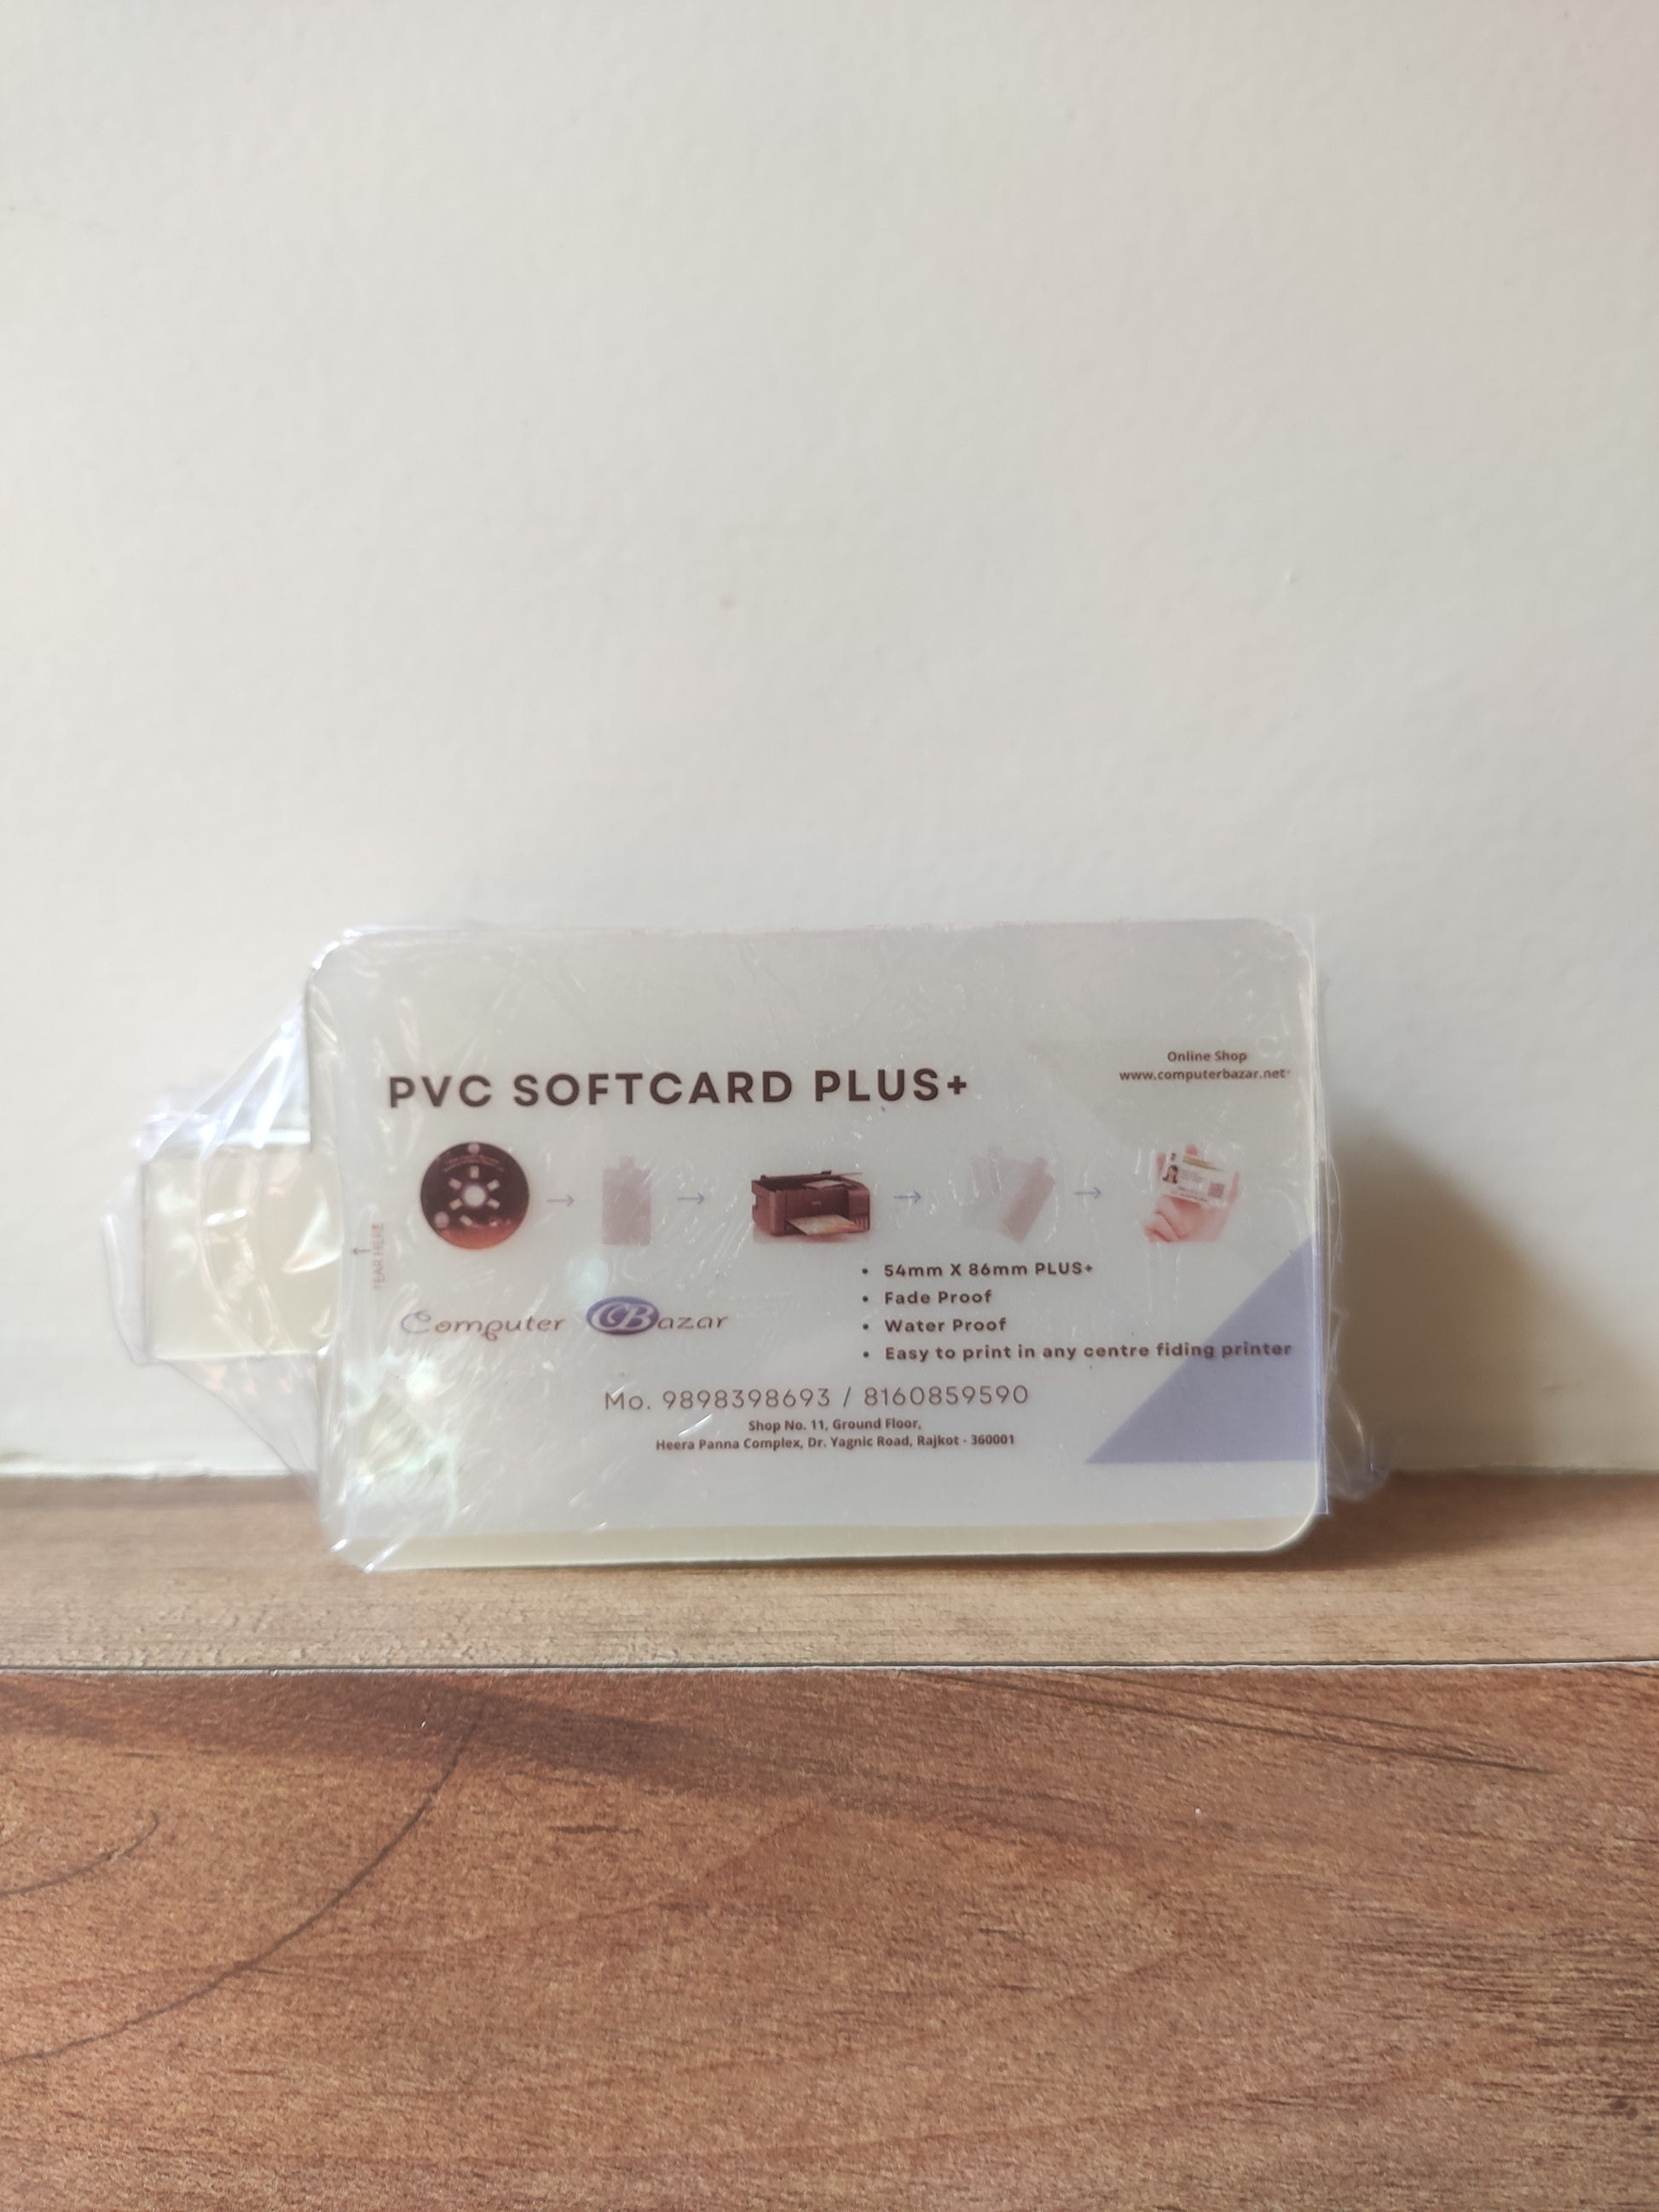 Online Shop
www.computerbazar.net
PVC SOFTCARD PLUS+
TEAR HERE
54mm X 86mm PLUS+
Fade Proof
Water Proof
Easy to print in any centre fiding printer
Computer CBazar
Mo. 9898398693 / 8160859590
Shop No. 11, Ground Floor,
Heera Panna Complex, Dr. Yagnic Road, Rajkot - 360001